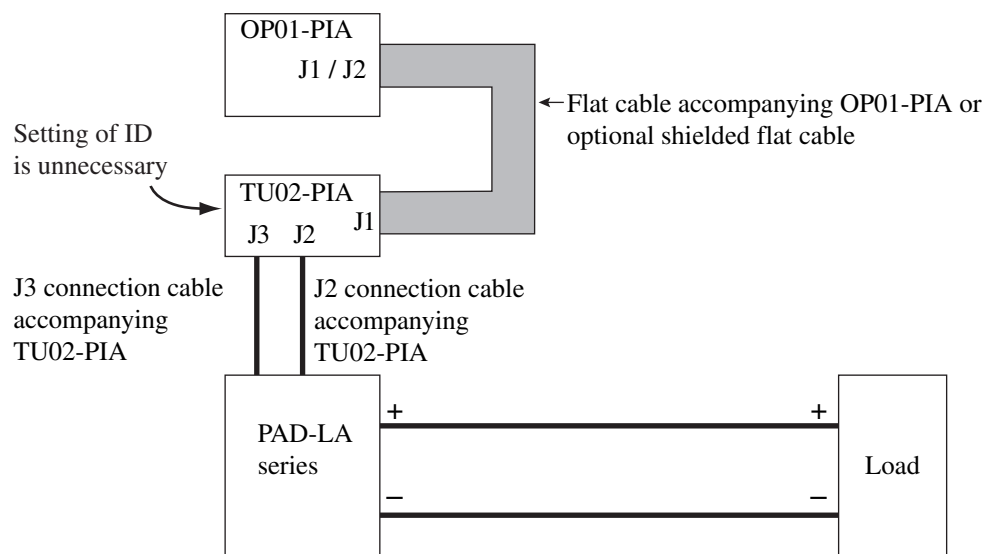 OP01-PIA
J1 / J2
Flat cable accompanying OP01-PIA or
optional shielded flat cable
Setting of ID
is unnecessary
TU02-PIA
J1
J3 J2
J3 connection cable
accompanying
TU02-PIA
J2 connection cable
accompanying
TU02-PIA
PAD-LA
series
+ +
− −
Load